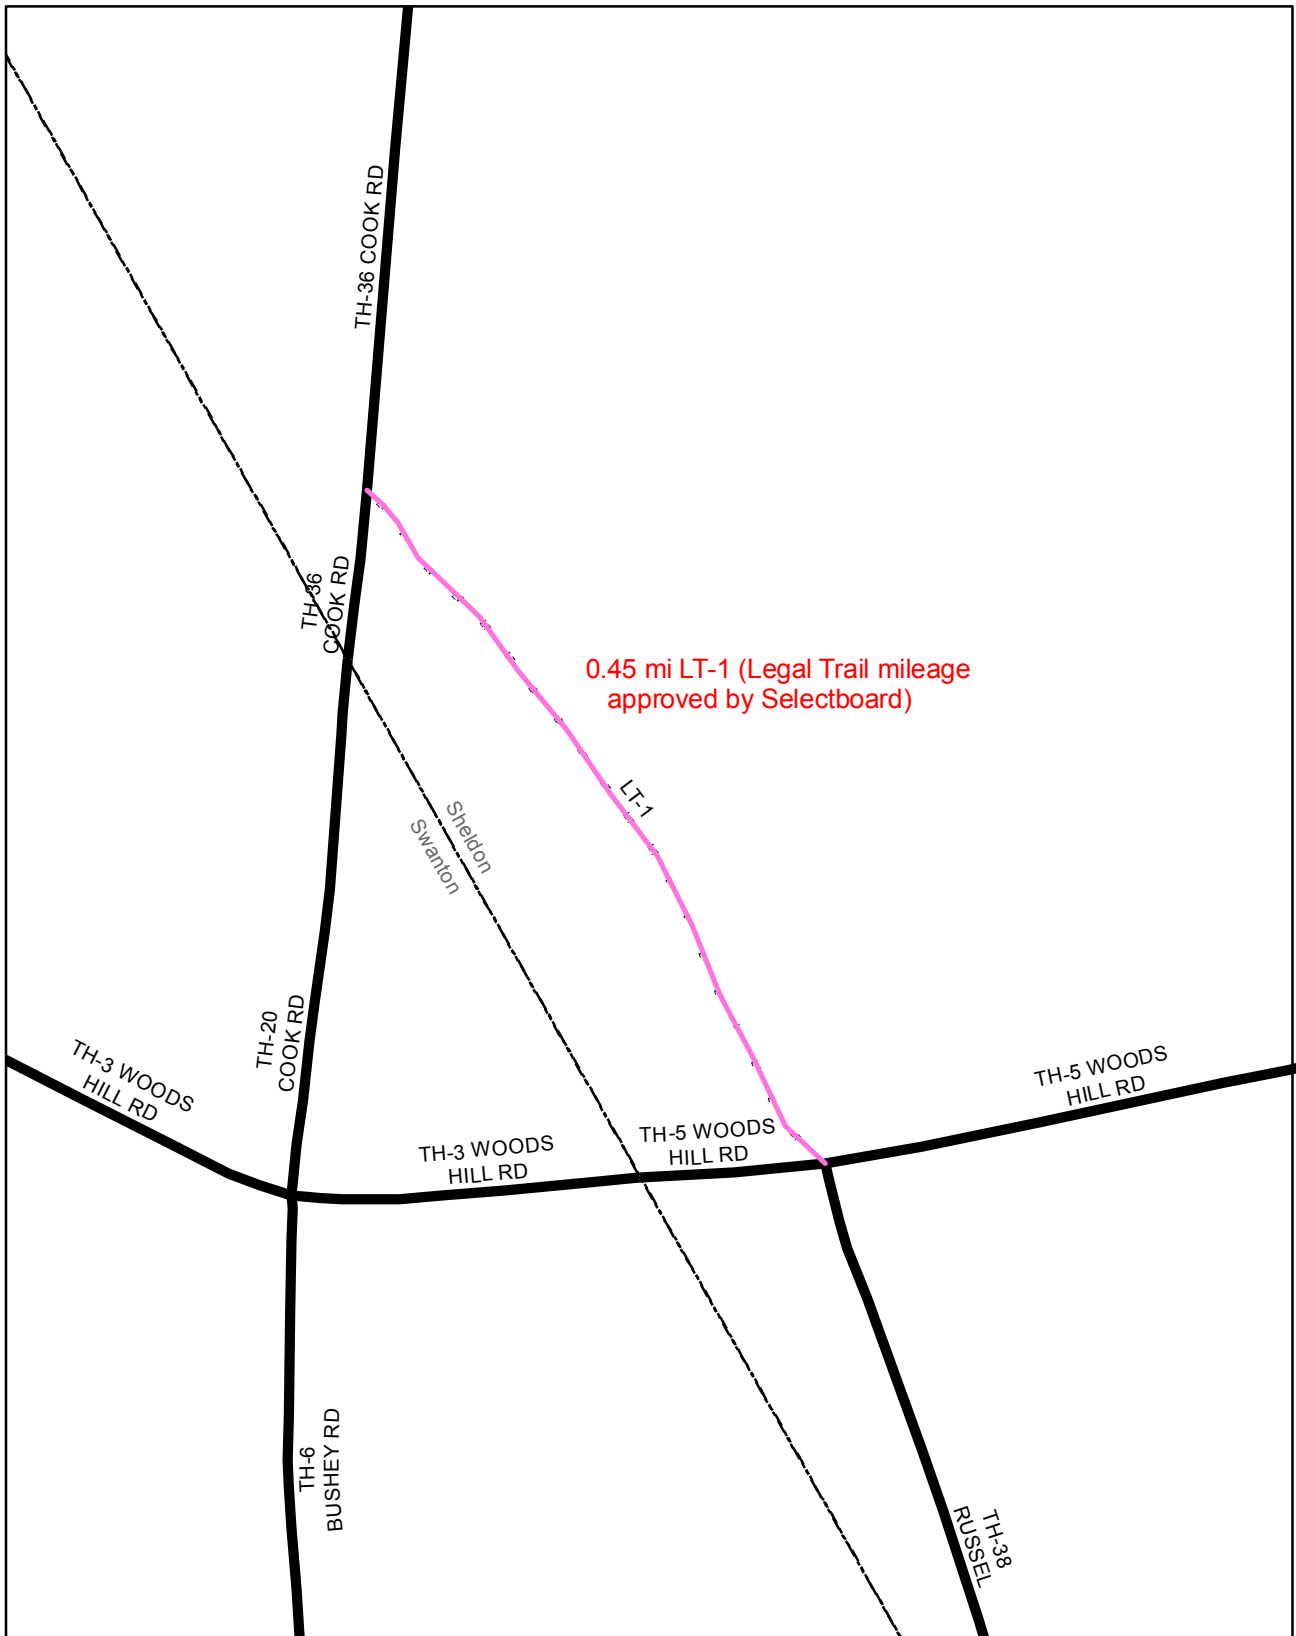 TH-36 COOK RD
TH-36
COOK RD
0.45 mi LT-1 (Legal Trail mileage
approved by Selectboard)
LT-1
Sheldon
Swanton
TH-20
COOK RD
TH-3 WOODS
HILL RD
TH-3 WOODS
HILL RD
TH-5 WOODS
HILL RD
TH-5 WOODS
HILL RD
TH-6
BUSHEY RD
TH-38
RUSSEL